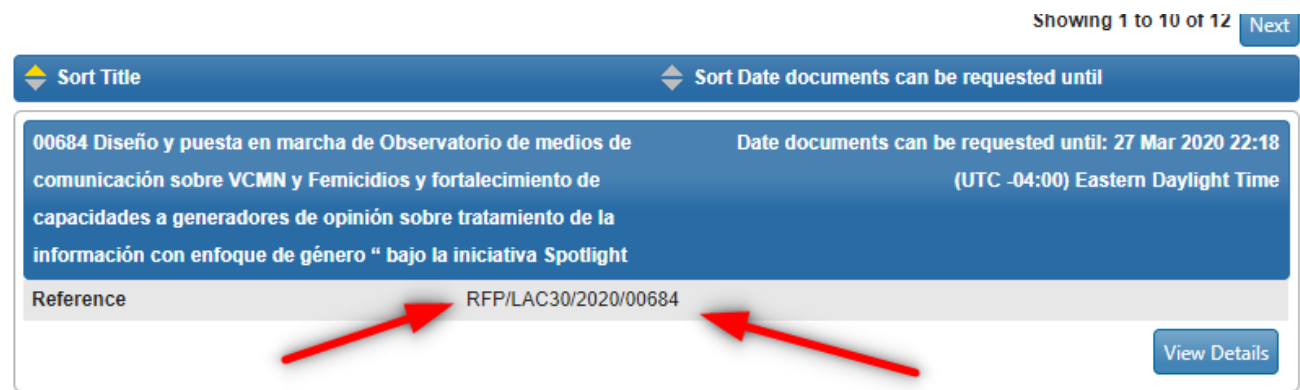 Showing 1 to 10 of 12 Next
Sort Title Sort Date documents can be requested until
00684 Diseño y puesta en marcha de Observatorio de medios de
comunicación sobre VCMN y Femicidios y fortalecimiento de
capacidades a generadores de opinión sobre tratamiento de la
información con enfoque de género “ bajo la iniciativa Spotlight
Date documents can be requested until: 27 Mar 2020 22:18
(UTC -04:00) Eastern Daylight Time
Reference RFP/LAC30/2020/00684
View Details